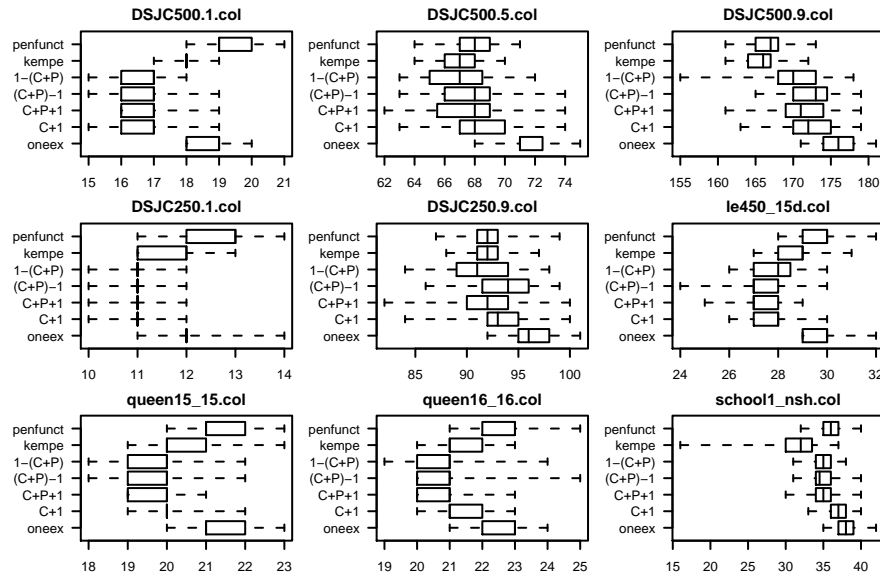 DSJC500.1.col
penfunct
kempe
1−(C+P)
(C+P)−1
C+P+1
C+1
oneex
15 16 17 18 19 20 21
DSJC500.5.col
penfunct
kempe
1−(C+P)
(C+P)−1
C+P+1
C+1
oneex
62 64 66 68 70 72 74
DSJC500.9.col
penfunct
kempe
1−(C+P)
(C+P)−1
C+P+1
C+1
oneex
155 160 165 170 175 180
DSJC250.1.col
penfunct
kempe
1−(C+P)
(C+P)−1
C+P+1
C+1
oneex
10 11 12 13 14
DSJC250.9.col
penfunct
kempe
1−(C+P)
(C+P)−1
C+P+1
C+1
oneex
85 90 95 100
le450_15d.col
penfunct
kempe
1−(C+P)
(C+P)−1
C+P+1
C+1
oneex
24 26 28 30 32
queen15_15.col
penfunct
kempe
1−(C+P)
(C+P)−1
C+P+1
C+1
oneex
18 19 20 21 22 23
queen16_16.col
penfunct
kempe
1−(C+P)
(C+P)−1
C+P+1
C+1
oneex
19 20 21 22 23 24 25
school1_nsh.col
penfunct
kempe
1−(C+P)
(C+P)−1
C+P+1
C+1
oneex
15 20 25 30 35 40